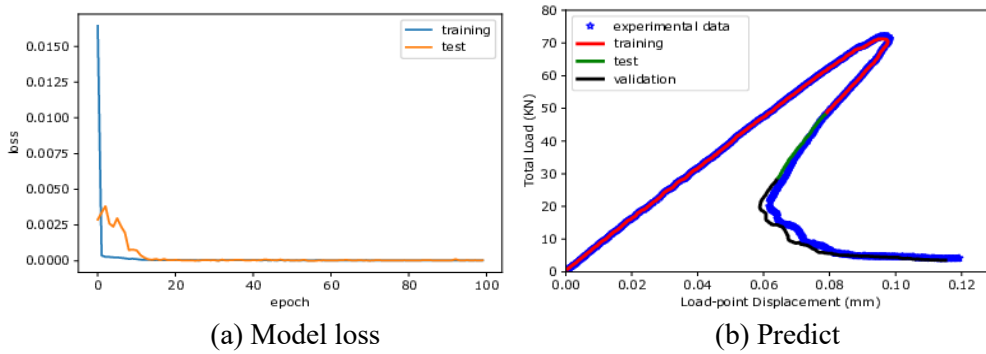 training
test
0.0150
0.0125
0.0100
0.0075
0.0050
0.0025
0.0000
loss
0 20 40 60 80 100
epoch
(a) Model loss
experimental data
training
test
validation
80
70
60
50
40
30
20
10
0
Total Load (KN)
0.00 0.02 0.04 0.06 0.08 0.10 0.12
Load-point Displacement (mm)
(b) Predict